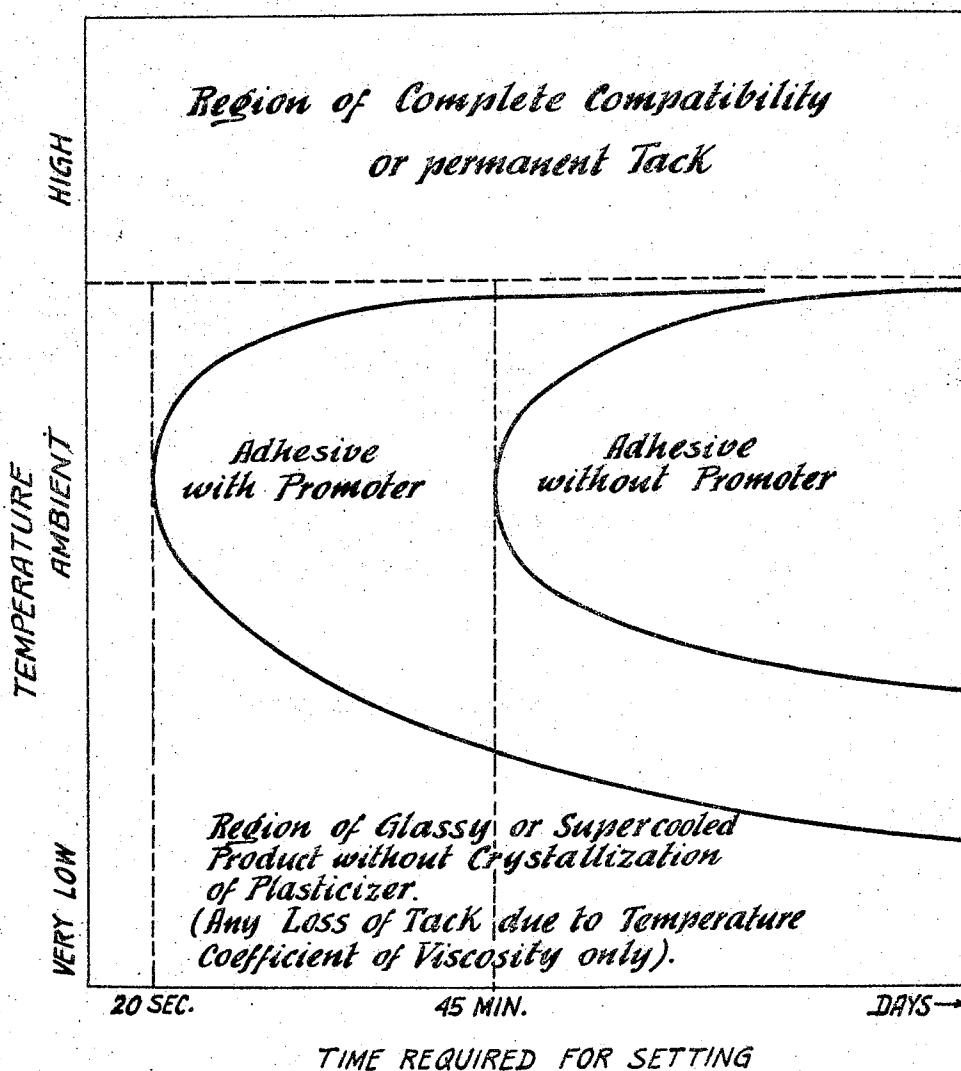 Region of Complete Compatibility
or permanent Tack
HIGH
Adhesive
with Promoter
Adhesive
without Promoter
TEMPERATURE
AMBIENT
Region of Glassy or Supercooled
Product without Crystallization
of Plasticizer.
(Any Loss of Tack due to Temperature
Coefficient of Viscosity only).
VERY LOW
20 SEC.
45 MIN.
DAYS→
TIME REQUIRED FOR SETTING